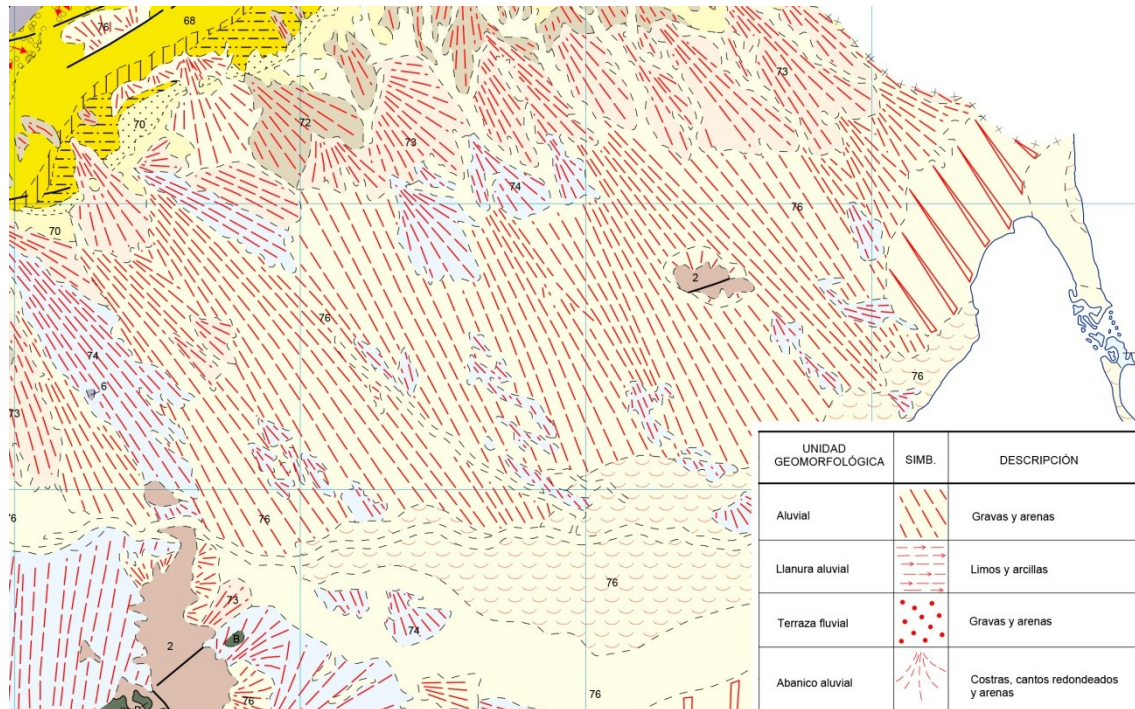 76
68
73
70
72
73
74
76
70
2
76
74
6
76
73
76
76
76
73
B
74
2
76
76
UNIDAD
GEOMORFOLÓGICA
SIMB.
DESCRIPCIÓN
Aluvial
Gravas y arenas
Llanura aluvial
Limos y arcillas
Terraza fluvial
Gravas y arenas
Abanico aluvial
Costras, cantos redondeados
y arenas